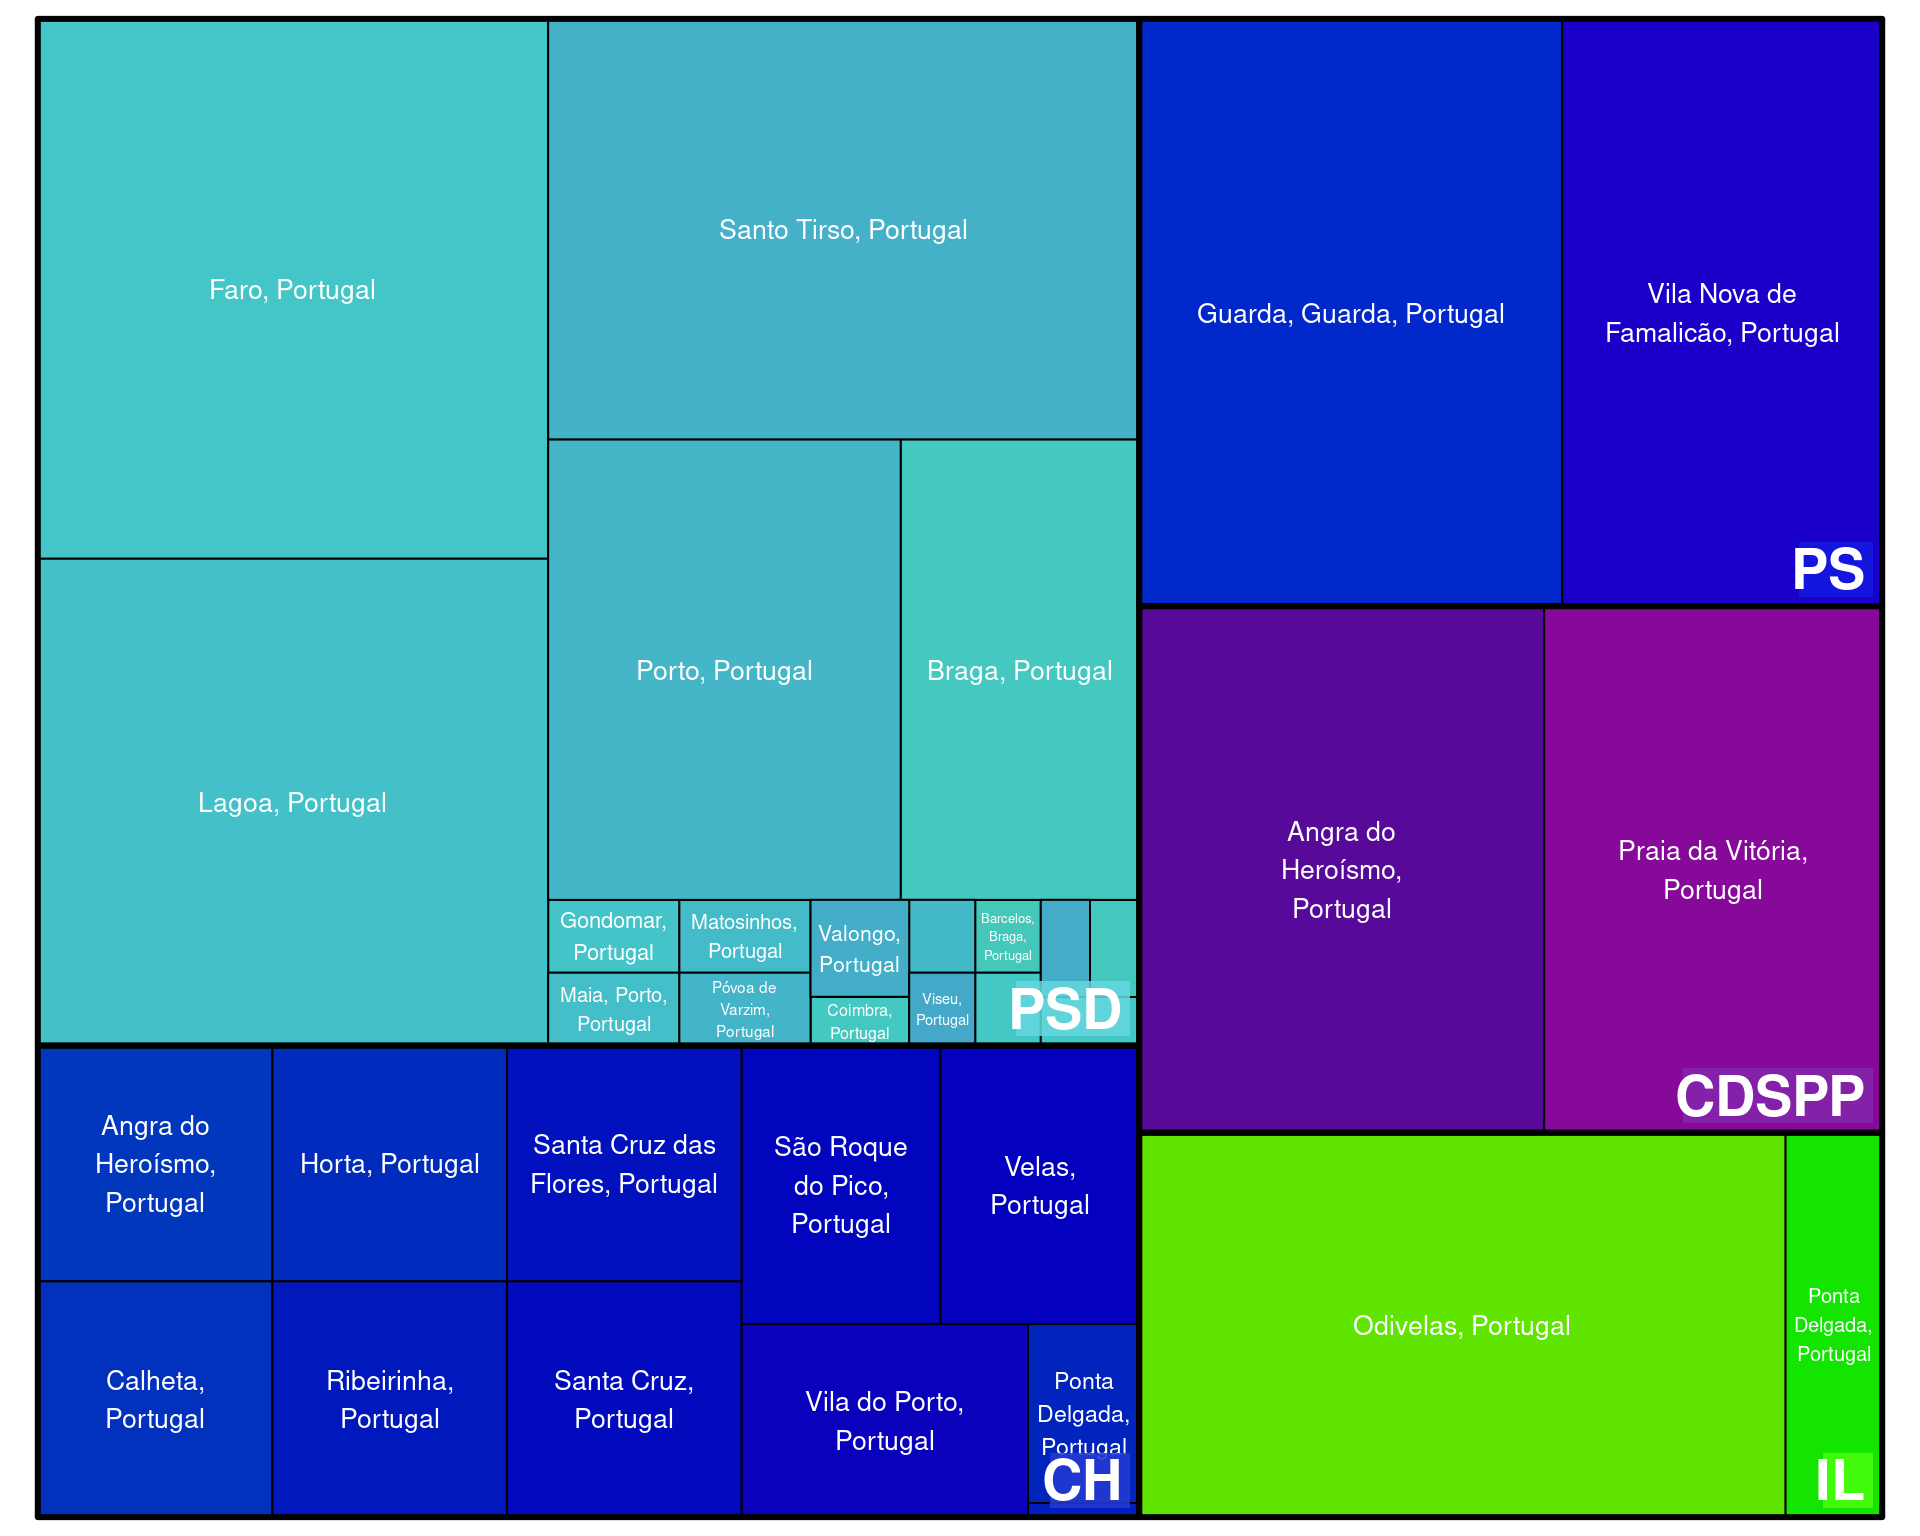 Faro, Portugal
Santo Tirso, Portugal
Lagoa, Portugal
Porto, Portugal
Braga, Portugal
Gondomar,
Portugal
Matosinhos,
Portugal
Maia, Porto,
Portugal
Póvoa de
Varzim,
Portugal
Valongo,
Portugal
Coimbra,
Portugal
Viseu,
Portugal
Barcelos,
Braga,
Portugal
PSD
Guarda, Guarda, Portugal
Vila Nova de
Famalicão, Portugal
PS
Angra do
Heroísmo,
Portugal
Praia da Vitória,
Portugal
CDSPP
Angra do
Heroísmo,
Portugal
Horta, Portugal
Santa Cruz das
Flores, Portugal
São Roque
do Pico,
Portugal
Velas,
Portugal
Calheta,
Portugal
Ribeirinha,
Portugal
Santa Cruz,
Portugal
Vila do Porto,
Portugal
Ponta
Delgada,
Portugal
CH
Odivelas, Portugal
Ponta
Delgada,
Portugal
IL